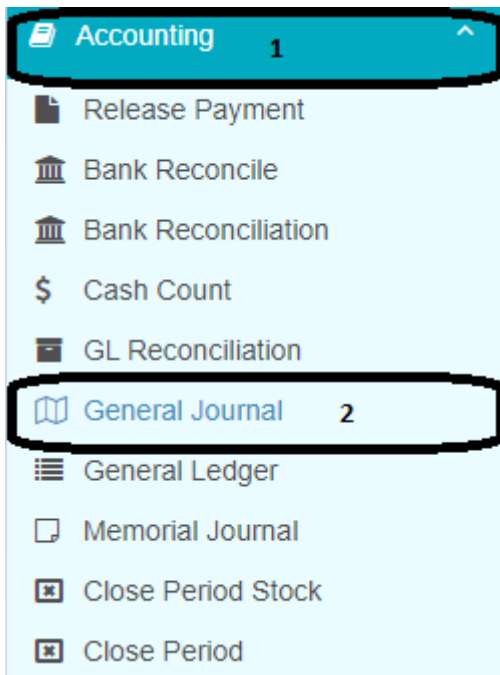 Accounting 1
Release Payment
Bank Reconcile
Bank Reconciliation
$ Cash Count
GL Reconciliation
General Journal 2
General Ledger
Memorial Journal
Close Period Stock
Close Period